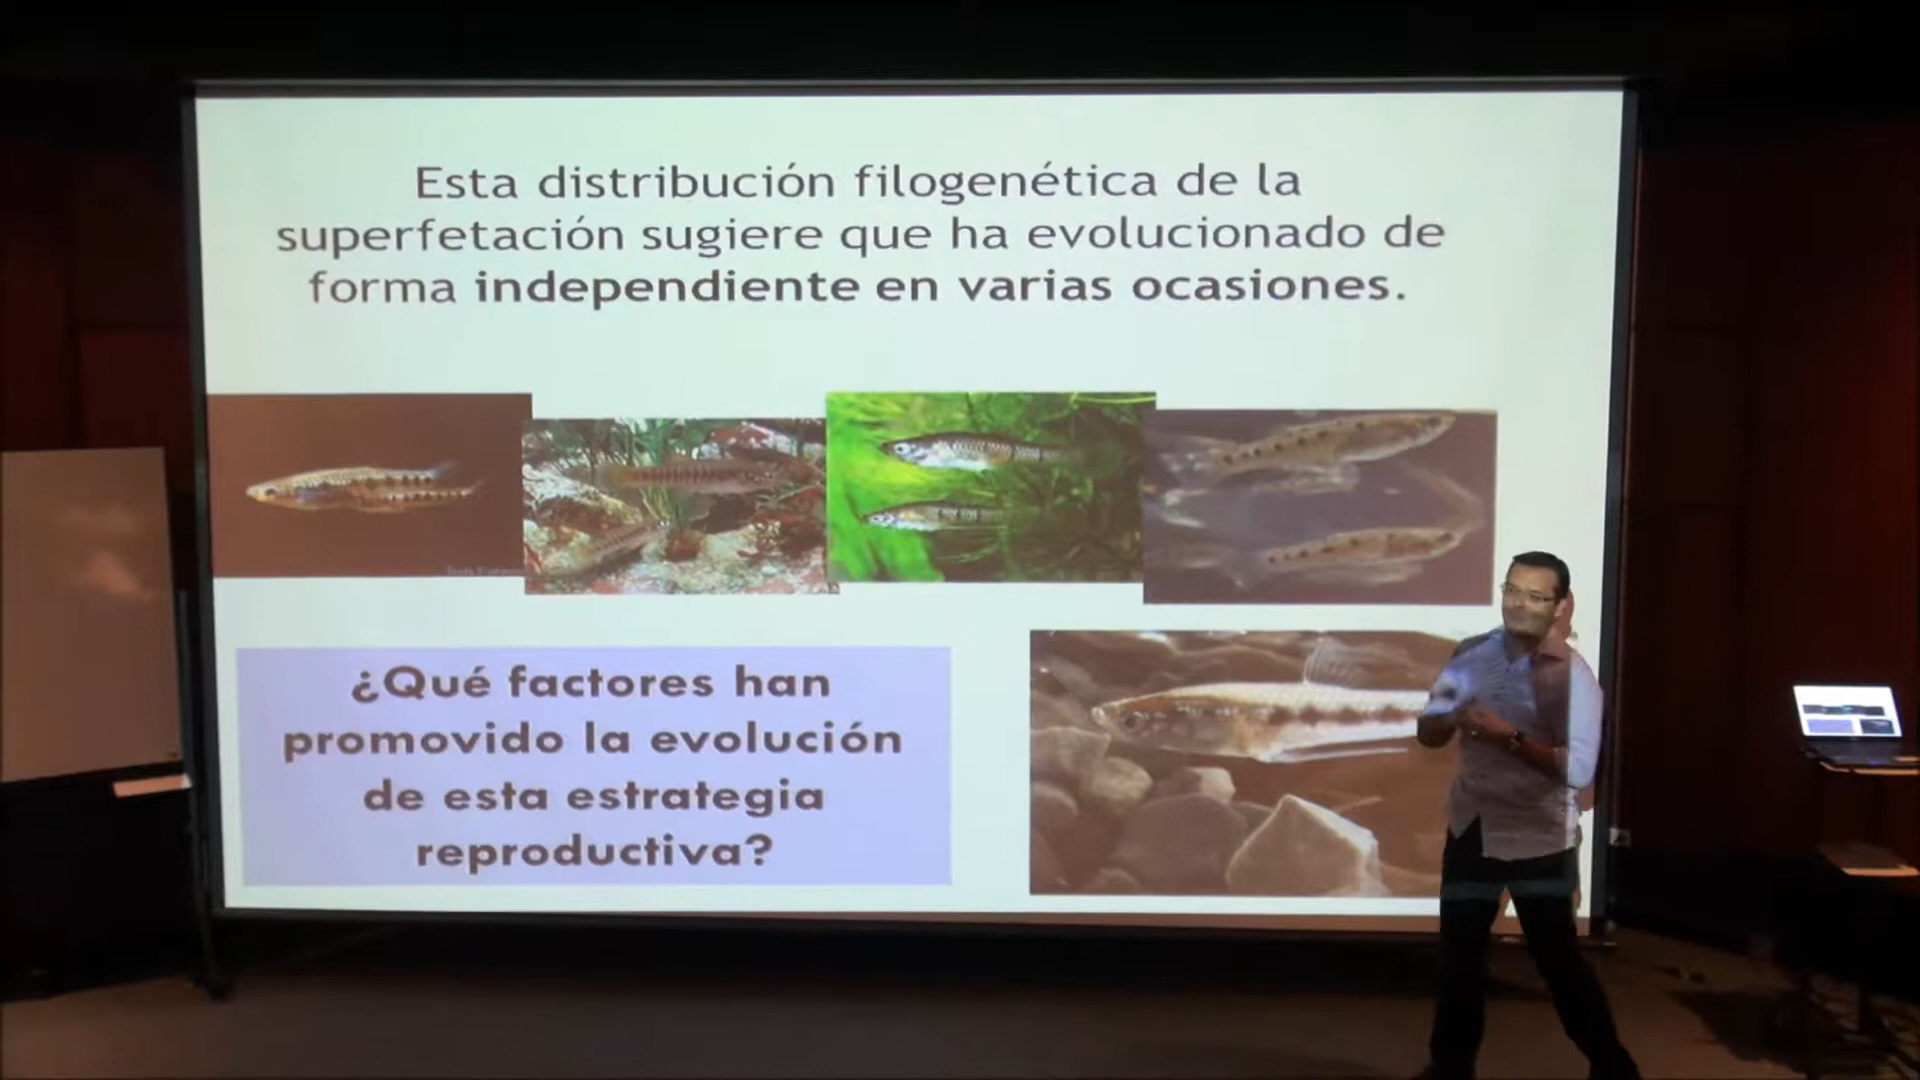 Esta distribución filogenética de la
superfetación sugiere que ha evolucionado de
forma independiente en varias ocasiones.
¿Qué factores han
promovido la evolución
de esta estrategia
reproductiva?